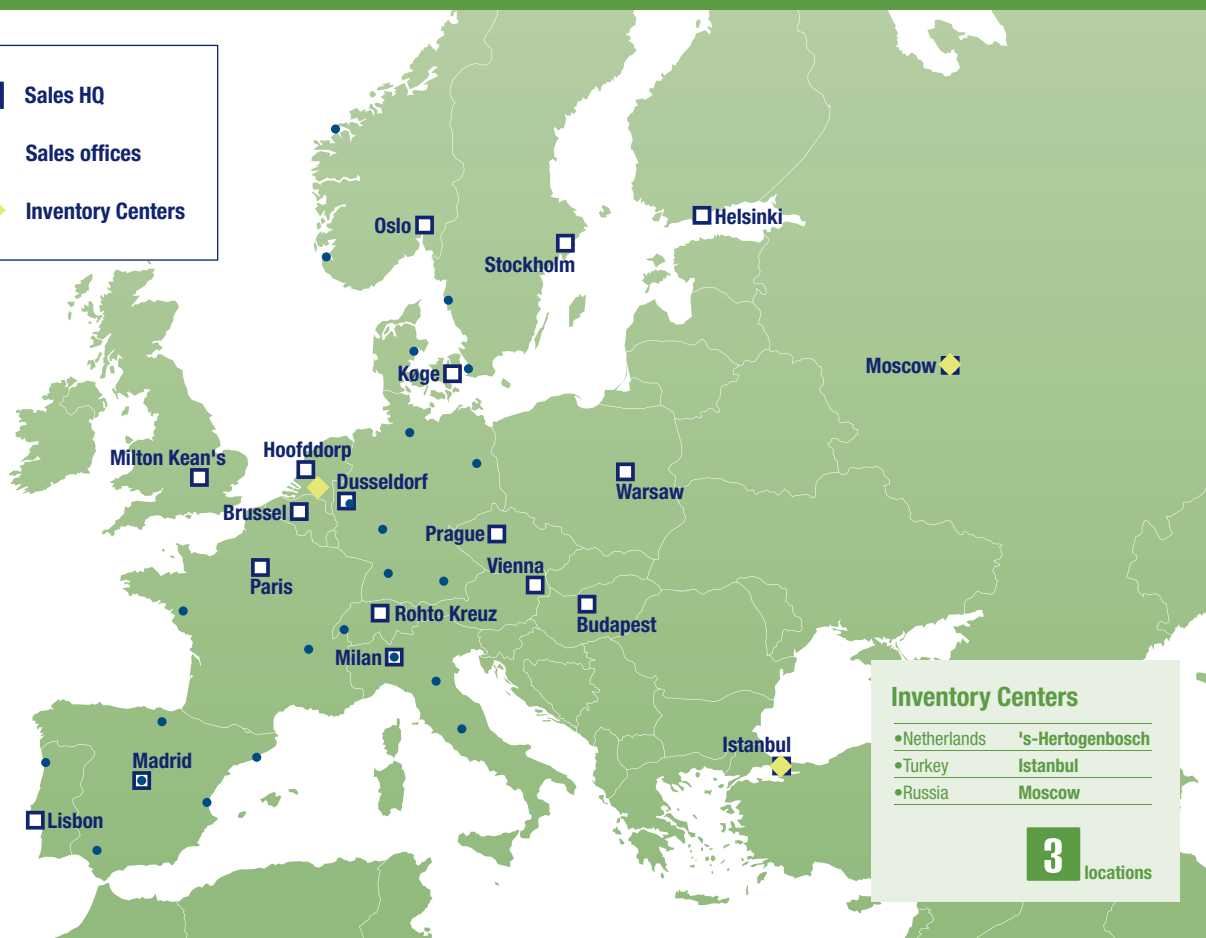 Sales HQ
Sales offices
Inventory Centers
Oslo
Helsinki
Stockholm
Moscow
Køge
Hoofddorp
Milton Kean's
Dusseldorf
Warsaw
Brussel
Prague
Vienna
Paris
Rohto Kreuz
Budapest
Milan
Istanbul
Madrid
Lisbon
Inventory Centers
•Netherlands 's-Hertogenbosch
•Turkey Istanbul
•Russia Moscow
3 locations